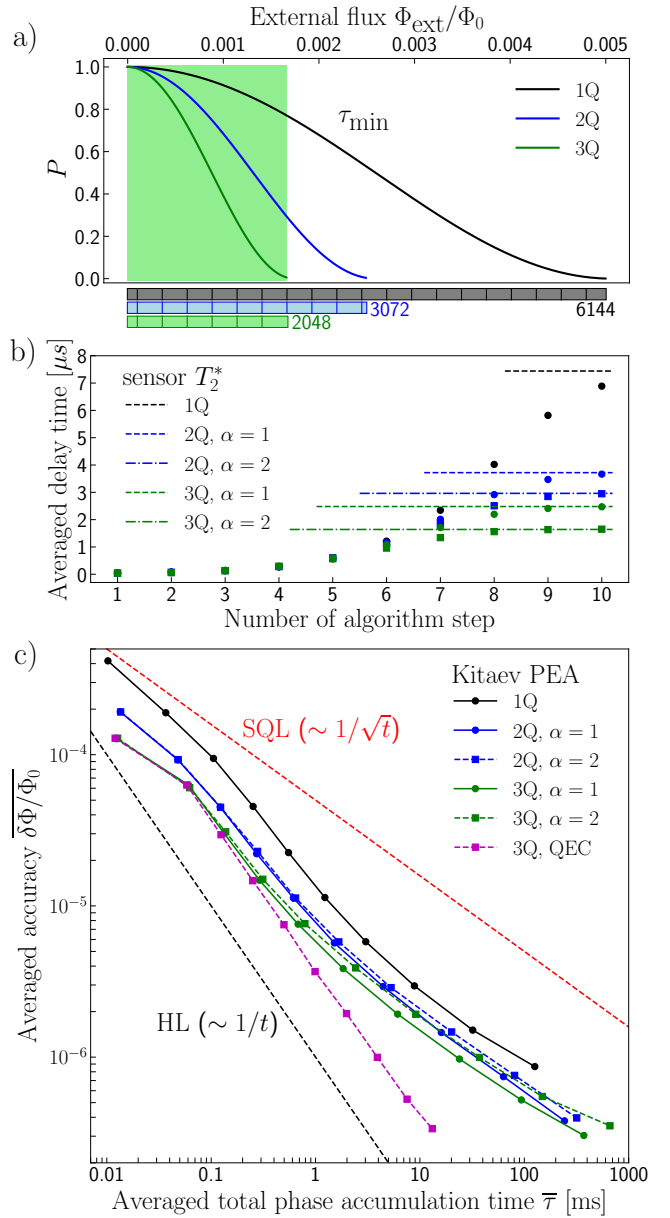 a)
External flux Φext/Φ0
0.000 0.001 0.002 0.003 0.004 0.005
1.0
0.8
0.6
0.4
0.2
0.0
P
τmin
1Q
2Q
3Q
6144
3072
2048
b)
Averaged delay time [μs]
8
7
6
5
4
3
2
1
0
sensor T2*
1Q
2Q, α = 1
2Q, α = 2
3Q, α = 1
3Q, α = 2
1 2 3 4 5 6 7 8 9 10
Number of algorithm step
c)
Averaged accuracy δΦ/Φ0
10−4
10−5
10−6
SQL (∼ 1/√t)
HL (∼ 1/t)
Kitaev PEA
1Q
2Q, α = 1
2Q, α = 2
3Q, α = 1
3Q, α = 2
3Q, QEC
0.01 0.1 1 10 100 1000
Averaged total phase accumulation time τ [ms]